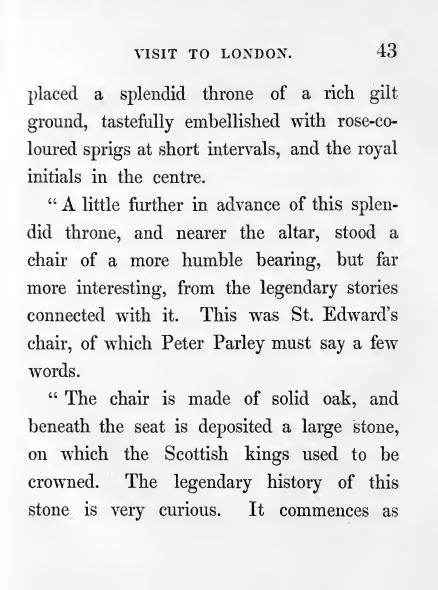 VISIT TO LONDON. 43
placed a splendid throne of a rich gilt
ground, tastefully embellished with rose-co-
loured sprigs at short intervals, and the royal
initials in the centre.
“ A little further in advance of this splen-
did throne, and nearer the altar, stood a
chair of a more humble bearing, but far
more interesting, from the legendary stories
connected with it. This was St. Edward's
chair, of which Peter Parley must say a few
words.
“ The chair is made of solid oak, and
beneath the seat is deposited a large stone,
on which the Scottish kings used to be
crowned. The legendary history of this
stone is very curious. It commences as